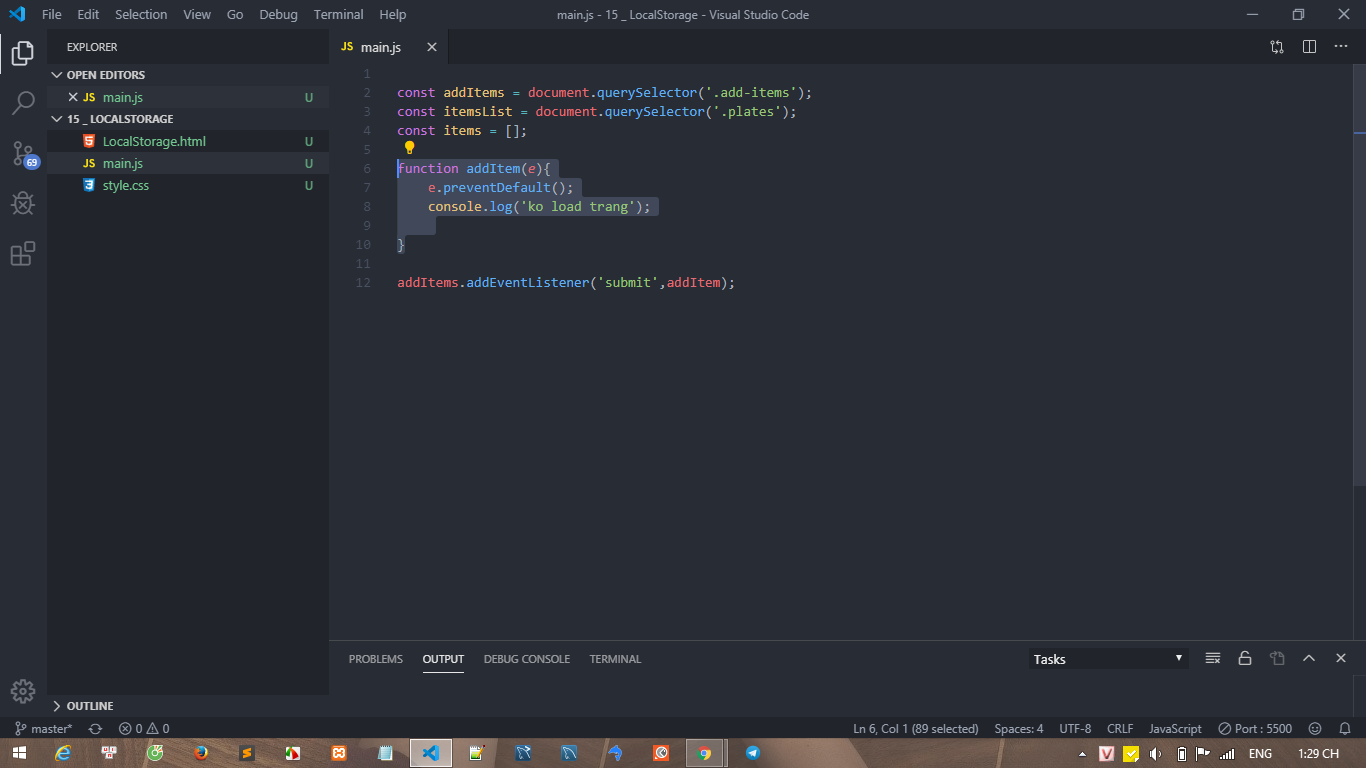 File Edit Selection View Go Debug Terminal Help
main.js - 15 _ LocalStorage - Visual Studio Code
EXPLORER
OPEN EDITORS
JS main.js U
15 _ LOCALSTORAGE
LocalStorage.html U
JS main.js U
style.css U
69
OUTLINE
JS main.js
1
2 const addItems = document.querySelector('.add-items');
3 const itemsList = document.querySelector('.plates');
4 const items = [];
5
6 function addItem(e){
7 e.preventDefault();
8 console.log('ko load trang');
9
10 }
11
12 addItems.addEventListener('submit',addItem);
PROBLEMS OUTPUT DEBUG CONSOLE TERMINAL
Tasks
master* 0 0 Ln 6, Col 1 (89 selected) Spaces: 4 UTF-8 CRLF JavaScript Port : 5500
ENG 1:29 CH